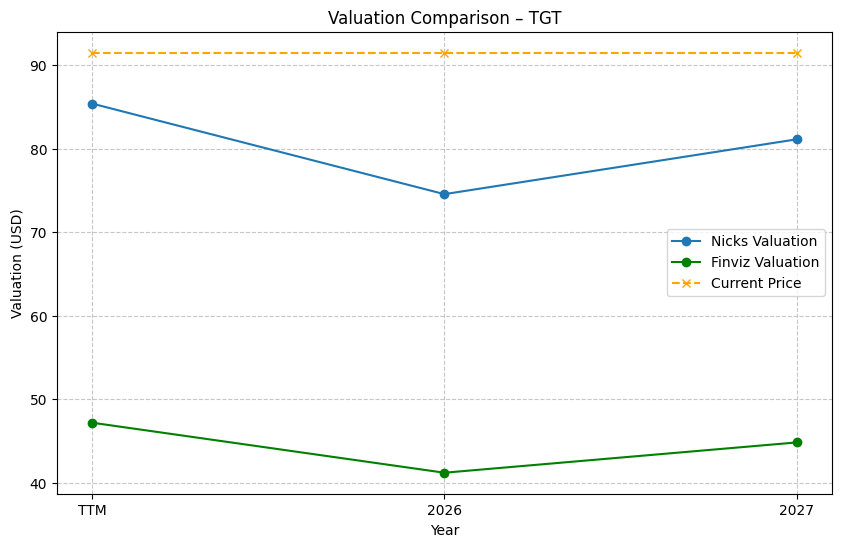 Valuation Comparison – TGT
Valuation (USD)
90
80
70
60
50
40
Nicks Valuation
Finviz Valuation
Current Price
TTM
2026
2027
Year